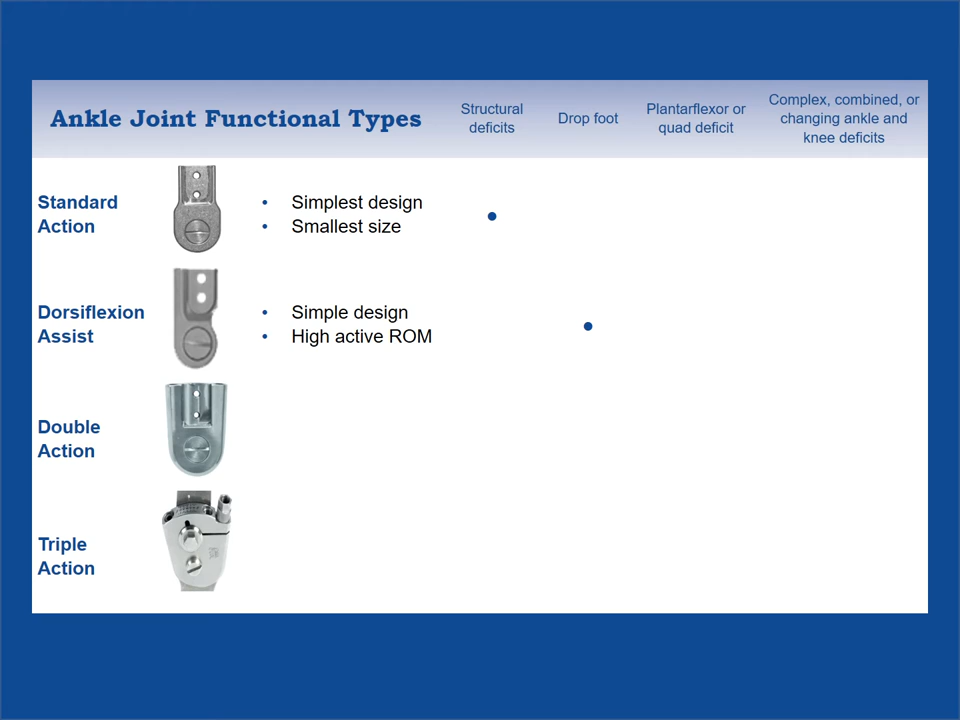 Ankle Joint Functional Types
Structural
deficits
Drop foot
Plantarflexor or
quad deficit
Complex, combined, or
changing ankle and
knee deficits
Standard
Action
• Simplest design
• Smallest size
Dorsiflexion
Assist
• Simple design
• High active ROM
Double
Action
Triple
Action